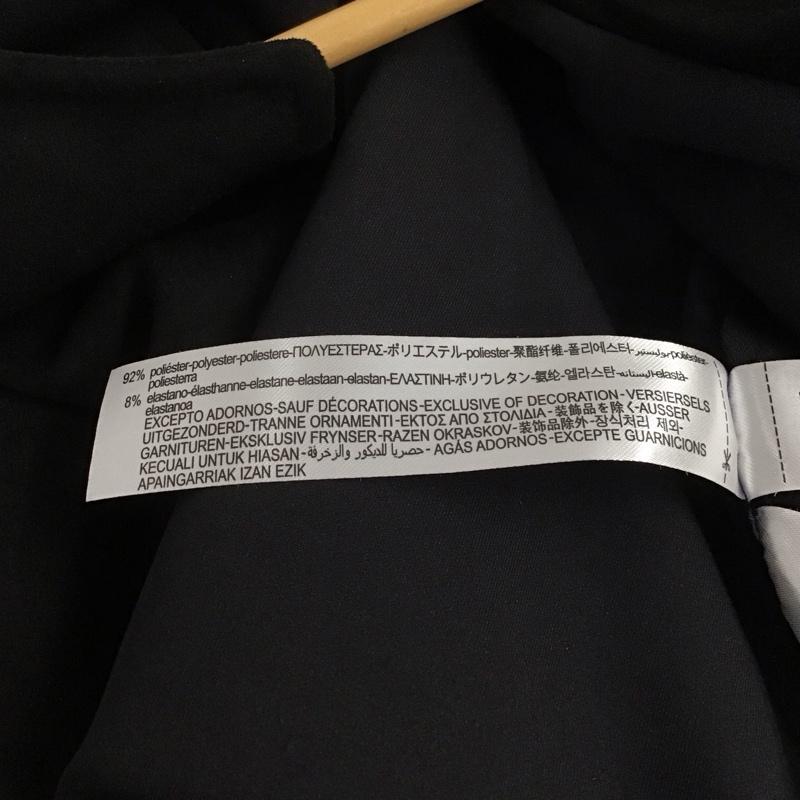 92% poliéster-polyester-poliestere-ΠΟΛΥΕΣΤΕΡΑΣ-ポリエステル-poliester-聚酯纤维-폴리에스터-بوليستير-poliester-
poliesterra
8% elastano-élasthanne-elastane-elastaan-elastan-ΕΛΑΣΤΙΝΗ-ポリウレタン-氨纶-엘라스탄-اليستانه-elastà-
elastanoa
EXCEPTO ADORNOS-SAUF DÉCORATIONS-EXCLUSIVE OF DECORATION-VERSIERSELS
UITGEZONDERD-TRANNE ORNAMENTI-ΕΚΤΟΣ ΑΠΟ ΣΤΟΛΙΔΙΑ-装飾品を除く-AUSSER
GARNITUREN-EKSKLUSIV FRYNSER-RAZEN OKRASKOV-装饰品除外-장식처리 제외-
KECUALI UNTUK HIASAN-حصريا للديكور والزخرفة-AGÁS ADORNOS-EXCEPTE GUARNICIONS
APAINGARRIAK IZAN EZIK